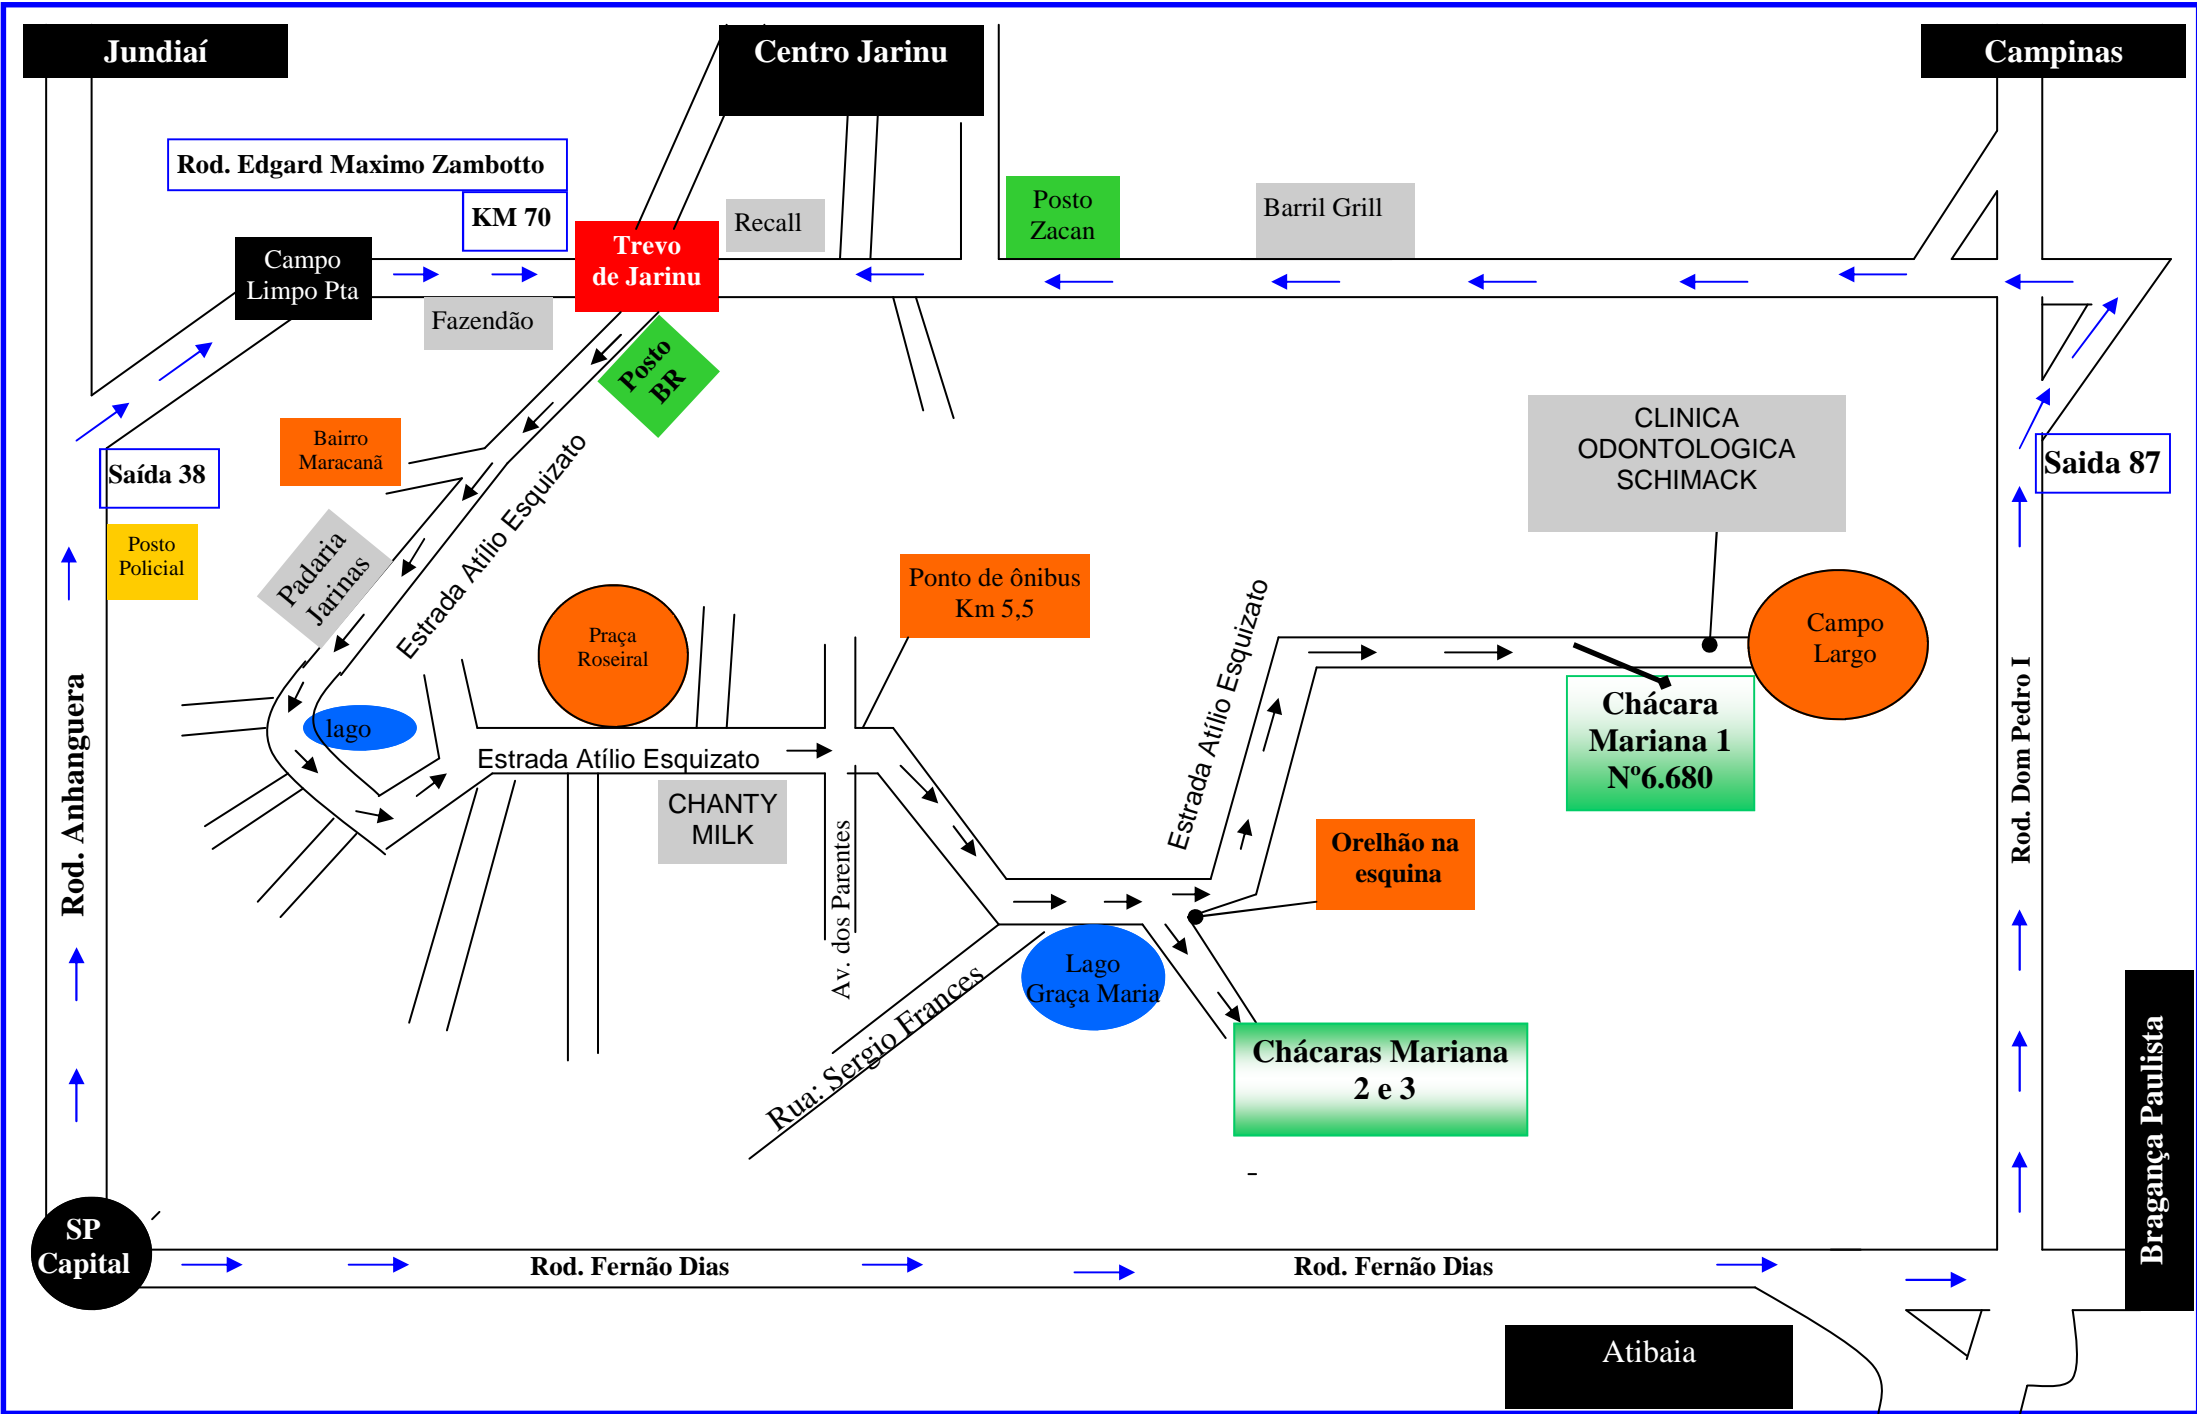 Jundiaí
Centro Jarinu
Campinas
Rod. Edgard Maximo Zambotto
KM 70
Recall
Posto
Zacan
Barril Grill
Campo
Limpo Pta
Trevo
de Jarinu
Fazendão
Posto
BR
Bairro
Maracanã
Saída 38
Posto
Policial
Padaria
Jarinas
Estrada Atílio Esquizato
CLINICA
ODONTOLOGICA
SCHIMACK
Saida 87
Ponto de ônibus
Km 5,5
Praça
Roseiral
Campo
Largo
Estrada Atílio Esquizato
Rod. Anhanguera
lago
Estrada Atílio Esquizato
Chácara
Mariana 1
Nº6.680
Rod. Dom Pedro I
CHANTY
MILK
Av. dos Parentes
Orelhão na
esquina
Lago
Graça Maria
Rua: Sergio Frances
Chácaras Mariana
2 e 3
Bragança Paulista
SP
Capital
Rod. Fernão Dias
Rod. Fernão Dias
Atibaia